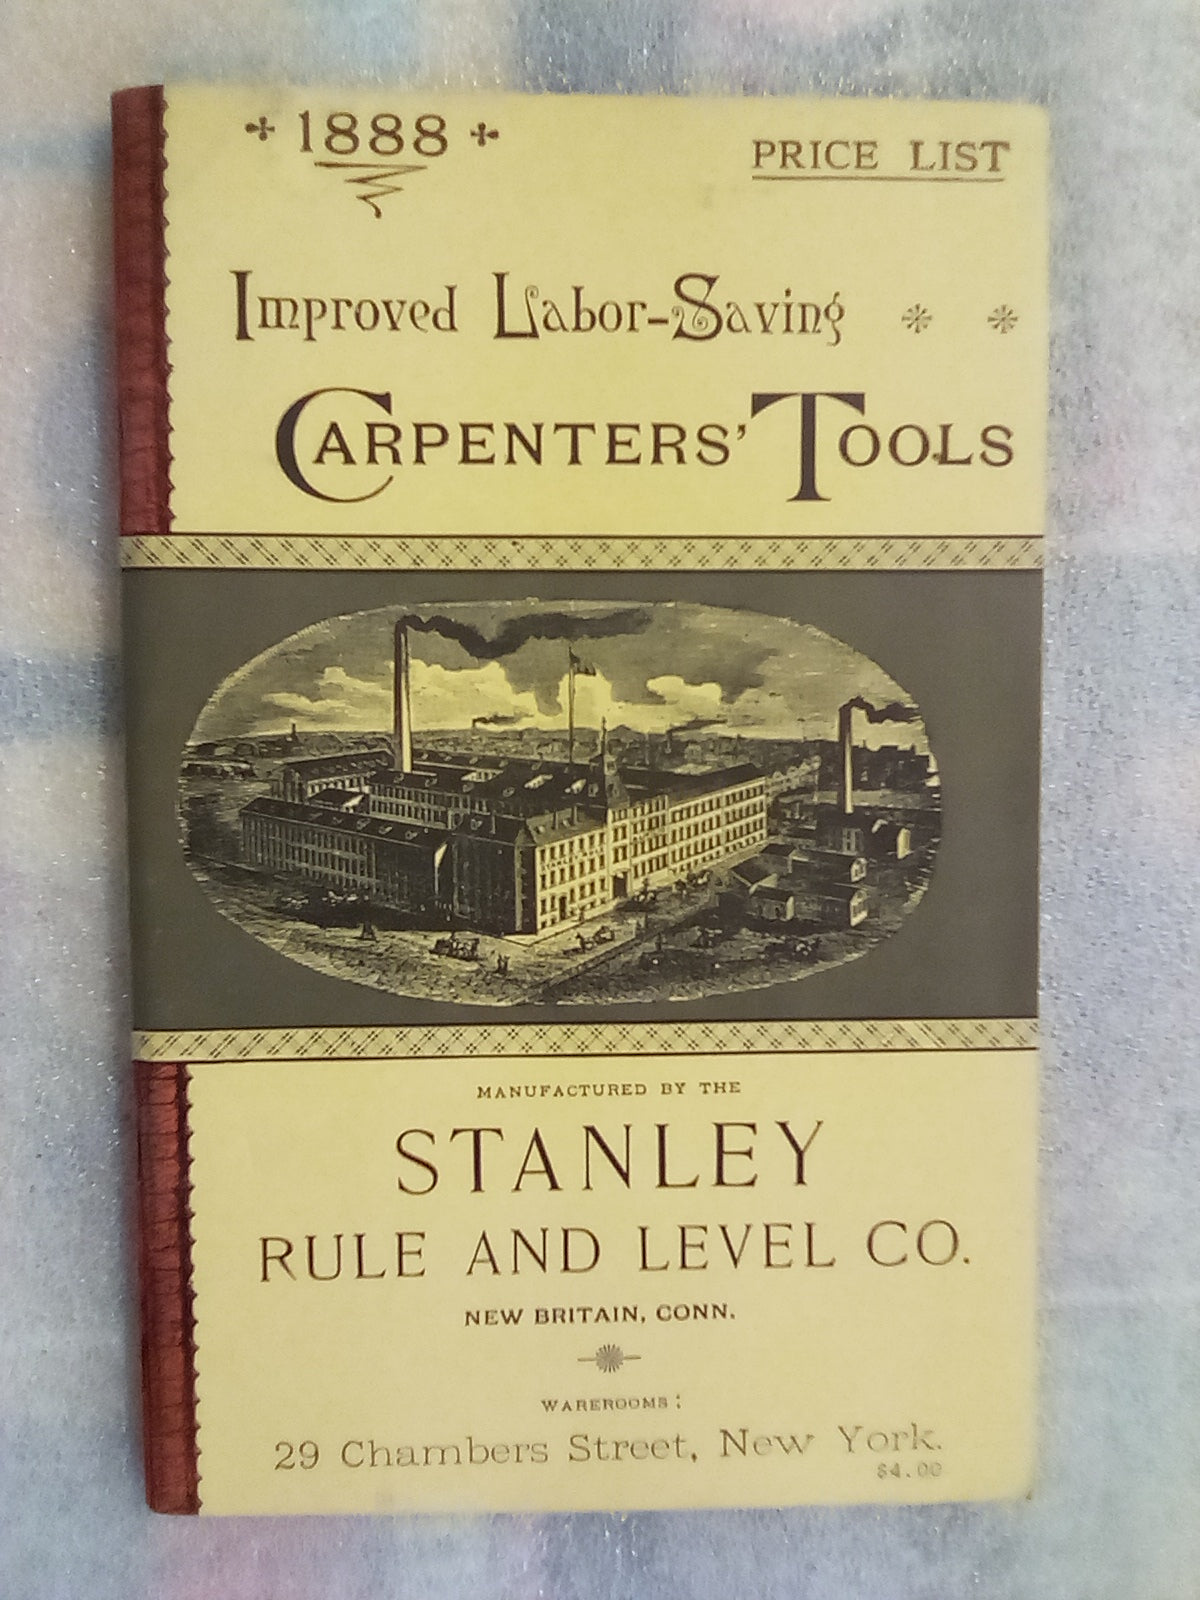 1888
PRICE LIST
Improved Labor-Saving
CARPENTERS' TOOLS
MANUFACTURED BY THE
STANLEY
RULE AND LEVEL CO.
NEW BRITAIN, CONN.
WAREROOMS:
29 Chambers Street, New York.
$4.00